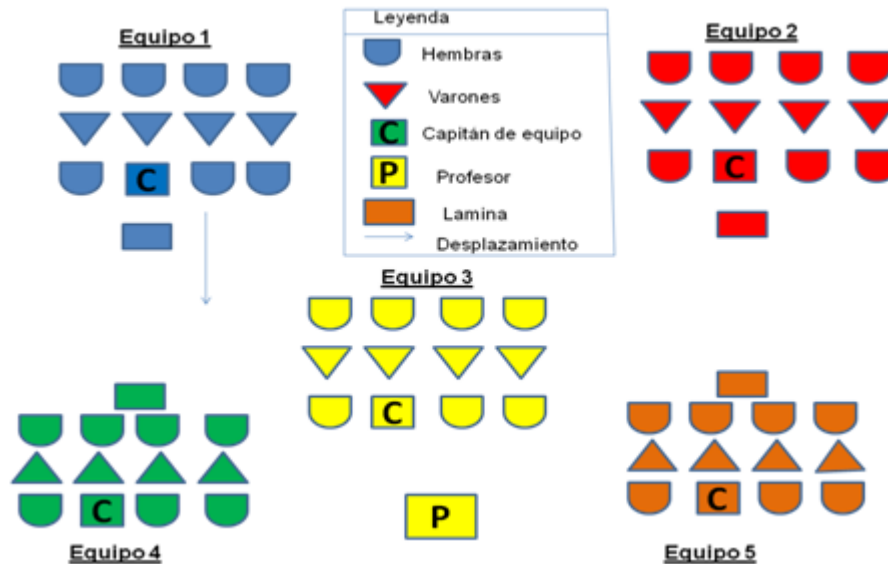 Leyenda
Hembras
Varones
C Capitán de equipo
P Profesor
Lamina
Desplazamiento
Equipo 1
C
Equipo 2
C
Equipo 3
C
P
C
Equipo 4
C
Equipo 5